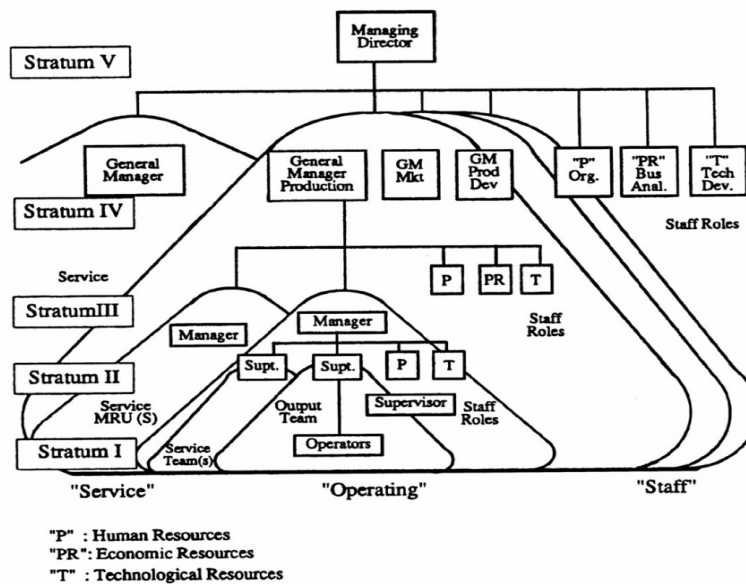 Managing
Director
Stratum V
General
Manager
General
Manager
Production
GM
Mkt
GM
Prod
Dev
"P"
Org.
"PR"
Bus
Anal.
"T"
Tech
Dev.
Stratum IV
Staff Roles
Service
P
PR
T
StratumIII
Manager
Manager
Staff
Roles
Stratum II
Supt.
Supt.
P
T
Service
MRU (S)
Output
Team
Supervisor
Staff
Roles
Stratum I
Service
Team(s)
Operators
"Service"
"Operating"
"Staff"
"P" : Human Resources
"PR": Economic Resources
"T" : Technological Resources